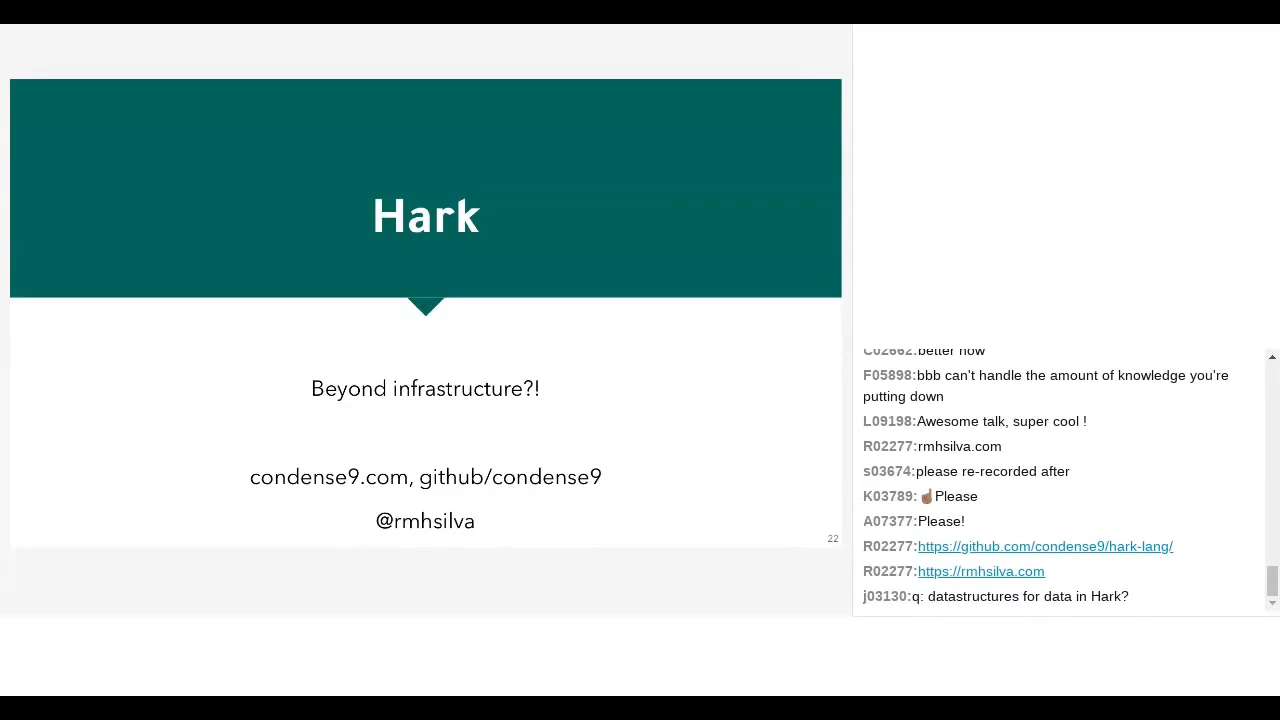 Hark
Beyond infrastructure?!
condense9.com, github/condense9
@rmhsilva
22
C02662:better now
F05898:bbb can't handle the amount of knowledge you're
putting down
L09198:Awesome talk, super cool !
R02277:rmhsilva.com
s03674:please re-recorded after
K03789:☝🏾Please
A07377:Please!
R02277:https://github.com/condense9/hark-lang/
R02277:https://rmhsilva.com
j03130:q: datastructures for data in Hark?